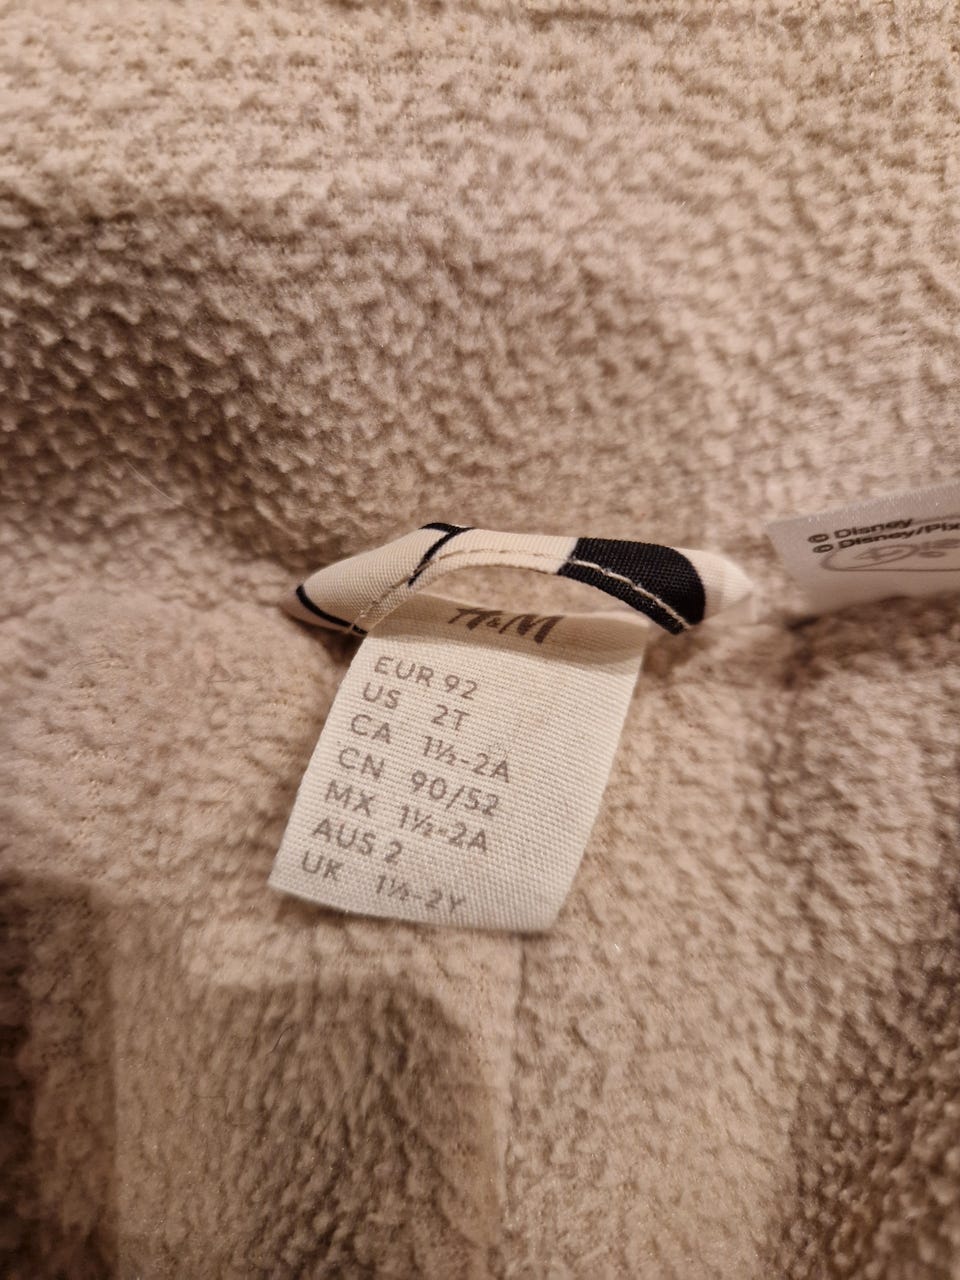 © Disney
© Disney/Pix
H&M
EUR 92
US 2T
CA 1½-2A
CN 90/52
MX 1½-2A
AUS 2
UK 1½-2Y